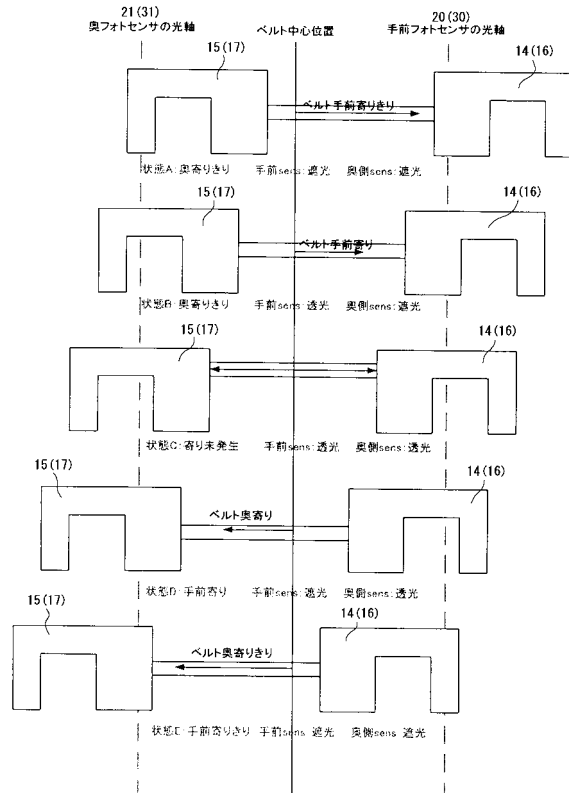 21(31)
奥フォトセンサの光軸
ベルト中心位置
20(30)
手前フォトセンサの光軸
15(17)
14(16)
ベルト手前寄りきり
状態A:奥寄りきり 手前sens:遮光 奥側sens:遮光
15(17)
14(16)
ベルト手前寄り
状態B:奥寄りきり 手前sens:透光 奥側sens:遮光
15(17)
14(16)
状態C:寄り未発生 手前sens:透光 奥側sens:透光
15(17)
14(16)
ベルト奥寄り
状態D:手前寄り 手前sens:遮光 奥側sens:透光
15(17)
14(16)
ベルト奥寄りきり
状態E:手前寄りきり 手前sens 遮光 奥側sens 遮光